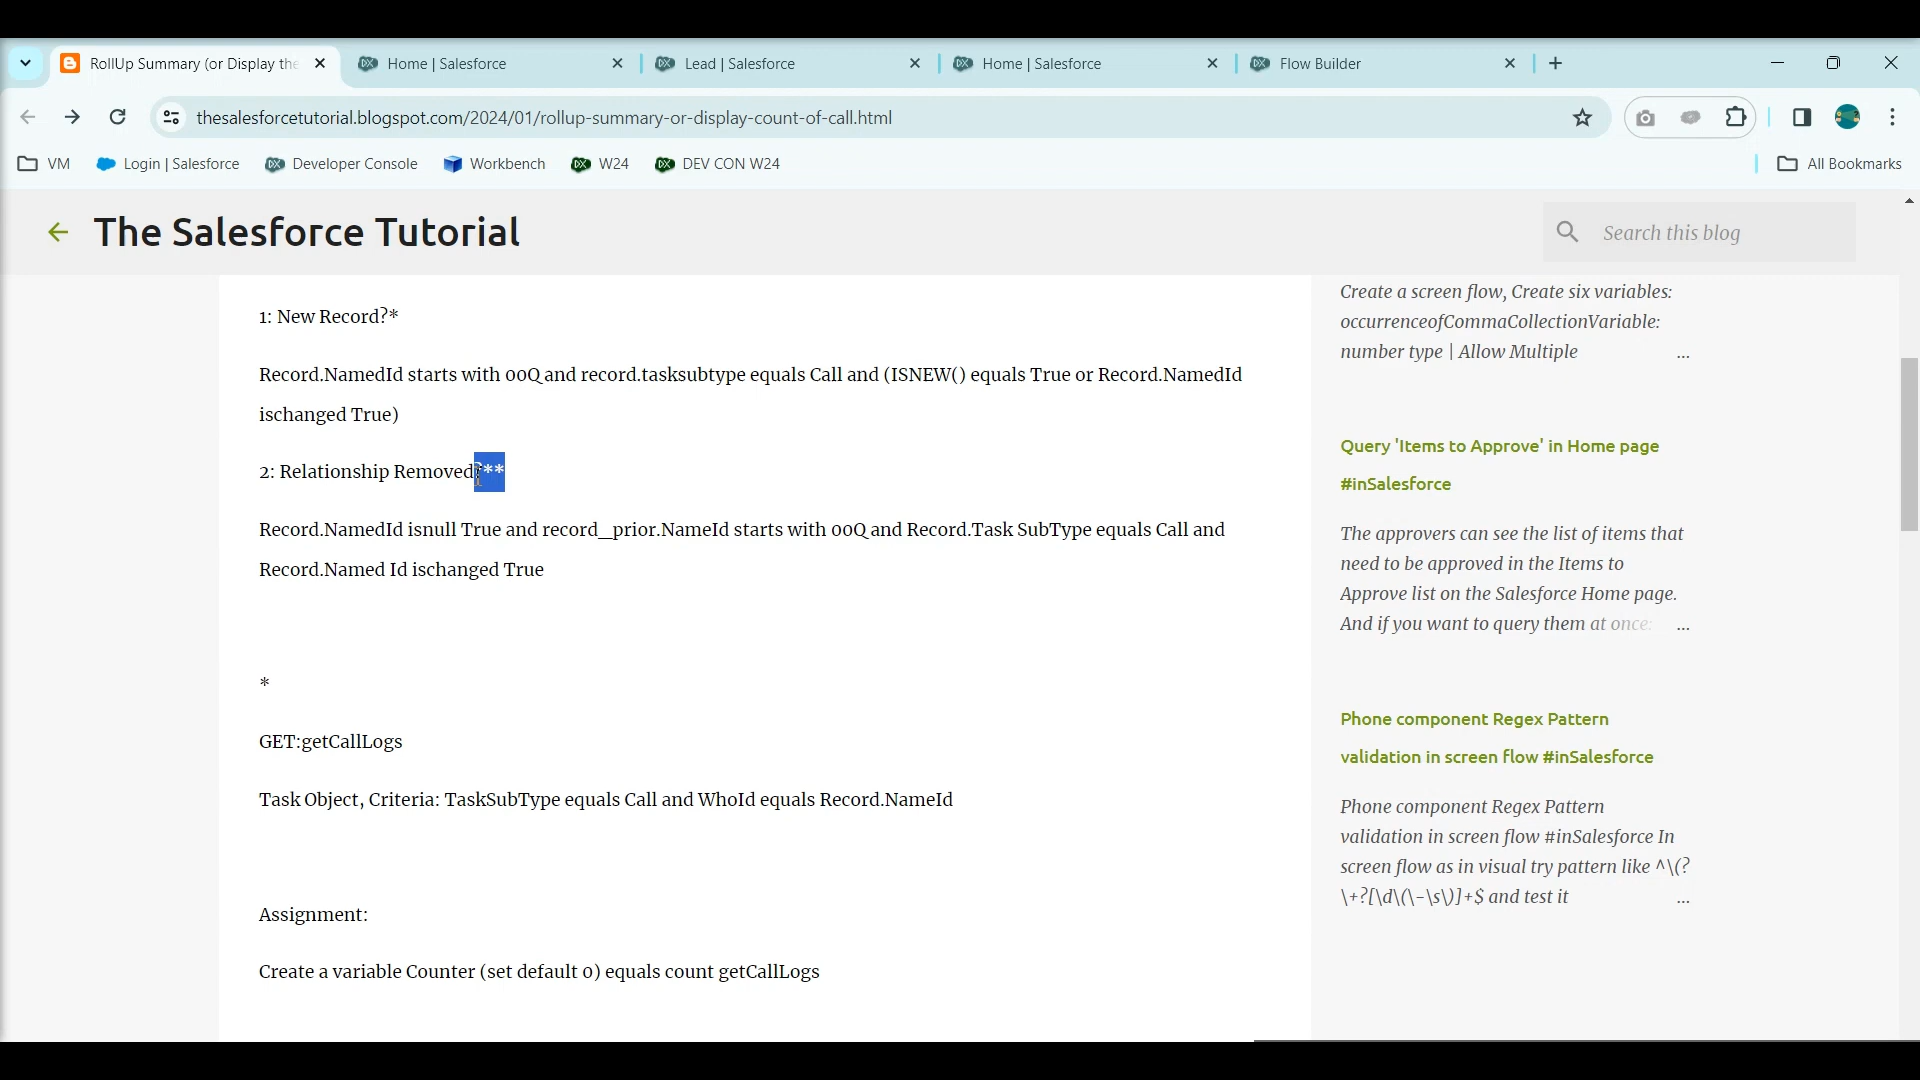 RollUp Summary (or Display the
Home | Salesforce
Lead | Salesforce
Home | Salesforce
Flow Builder
thesalesforcetutorial.blogspot.com/2024/01/rollup-summary-or-display-count-of-call.html
VM
Login | Salesforce
Developer Console
Workbench
W24
DEV CON W24
All Bookmarks
The Salesforce Tutorial
Search this blog
1: New Record?*
Record.NamedId starts with 00Q and record.tasksubtype equals Call and (ISNEW() equals True or Record.NamedId
ischanged True)
2: Relationship Removed?**
Record.NamedId isnull True and record_prior.NameId starts with 00Q and Record.Task SubType equals Call and
Record.Named Id ischanged True
*
GET:getCallLogs
Task Object, Criteria: TaskSubType equals Call and WhoId equals Record.NameId
Assignment:
Create a variable Counter (set default 0) equals count getCallLogs
Create a screen flow, Create six variables:
occurrenceofCommaCollectionVariable:
number type | Allow Multiple ...
Query 'Items to Approve' in Home page
#inSalesforce
The approvers can see the list of items that
need to be approved in the Items to
Approve list on the Salesforce Home page.
And if you want to query them at once: ...
Phone component Regex Pattern
validation in screen flow #inSalesforce
Phone component Regex Pattern
validation in screen flow #inSalesforce In
screen flow as in visual try pattern like ^\(?
\+?[\d\(\-\s\)]+$ and test it ...